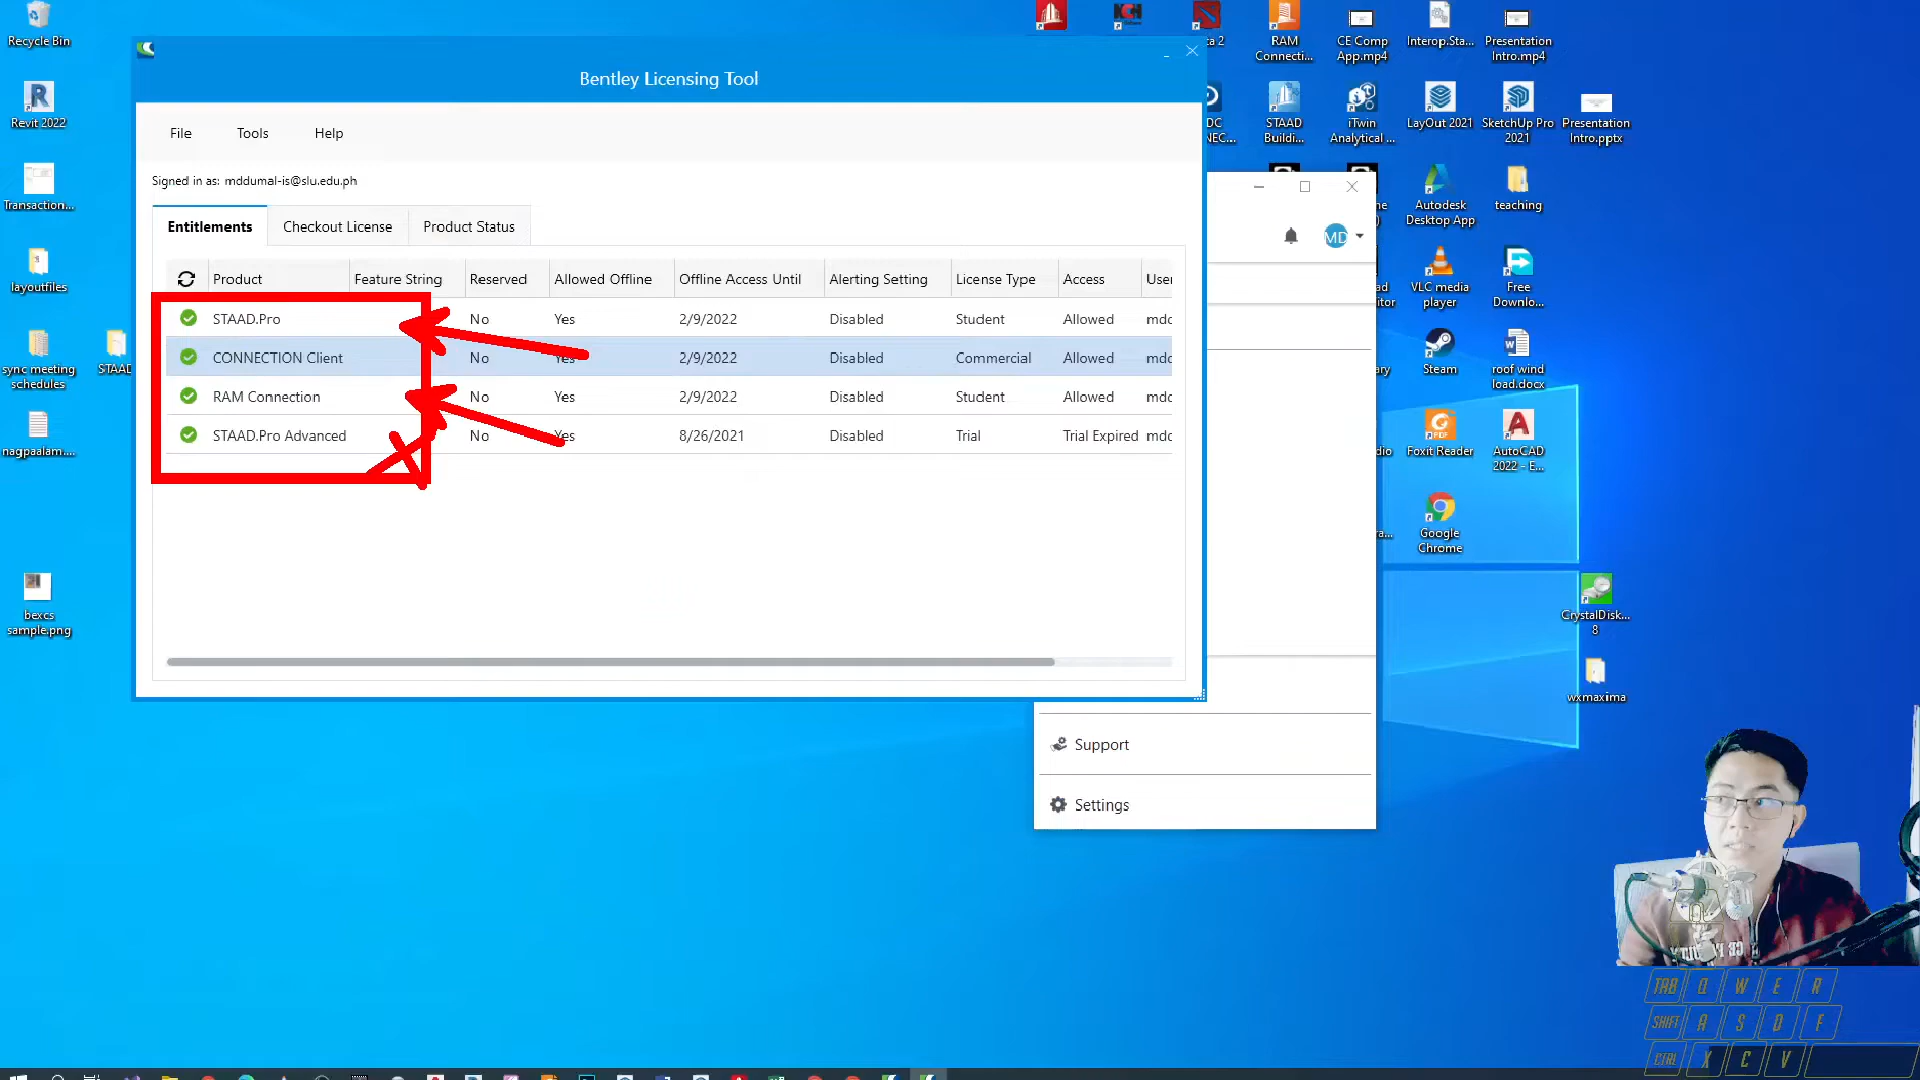 Bentley Licensing Tool
File Tools Help
Signed in as: mddumal-is@slu.edu.ph
Entitlements Checkout License Product Status
Product Feature String Reserved Allowed Offline Offline Access Until Alerting Setting License Type Access User
STAAD.Pro No Yes 2/9/2022 Disabled Student Allowed
CONNECTION Client No Yes 2/9/2022 Disabled Commercial Allowed
RAM Connection No Yes 2/9/2022 Disabled Student Allowed
STAAD.Pro Advanced No Yes 8/26/2021 Disabled Trial Trial Expired
MD
Support
Settings
Recycle Bin
Revit 2022
Transaction...
layoutfiles
sync meeting
schedules
STAAD
nagpaalam....
bexcs
sample.png
RAM
Connecti...
CE Comp
App.mp4
Interop.Sta...
Presentation
Intro.mp4
STAAD
Buildi...
iTwin
Analytical ...
LayOut 2021
SketchUp Pro
2021
Presentation
Intro.pptx
Autodesk
Desktop App
teaching
VLC media
player
Free
Downlo...
Steam
roof wind
load.docx
Foxit Reader
AutoCAD
2022 - E...
Google
Chrome
CrystalDisk...
8
wxmaxima
TAB Q W E R
SHIFT A S D F
CTRL X C V